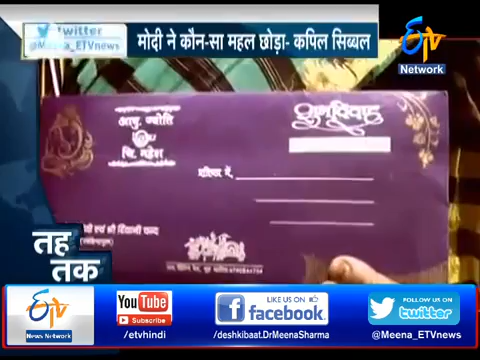 twitter
@Meena_ETVnews
मोदी ने कौन-सा महल छोड़ा- कपिल सिब्बल
ETV
Network
आयु. ज्योति
चि. महेश
शुभ विवाह
परिवार में,
तह
तक
ETV
News Network
YouTube
Subscribe
/etvhindi
LIKE US ON
facebook
/deshkibaat.DrMeenaSharma
FOLLOW US ON
twitter
@Meena_ETVnews